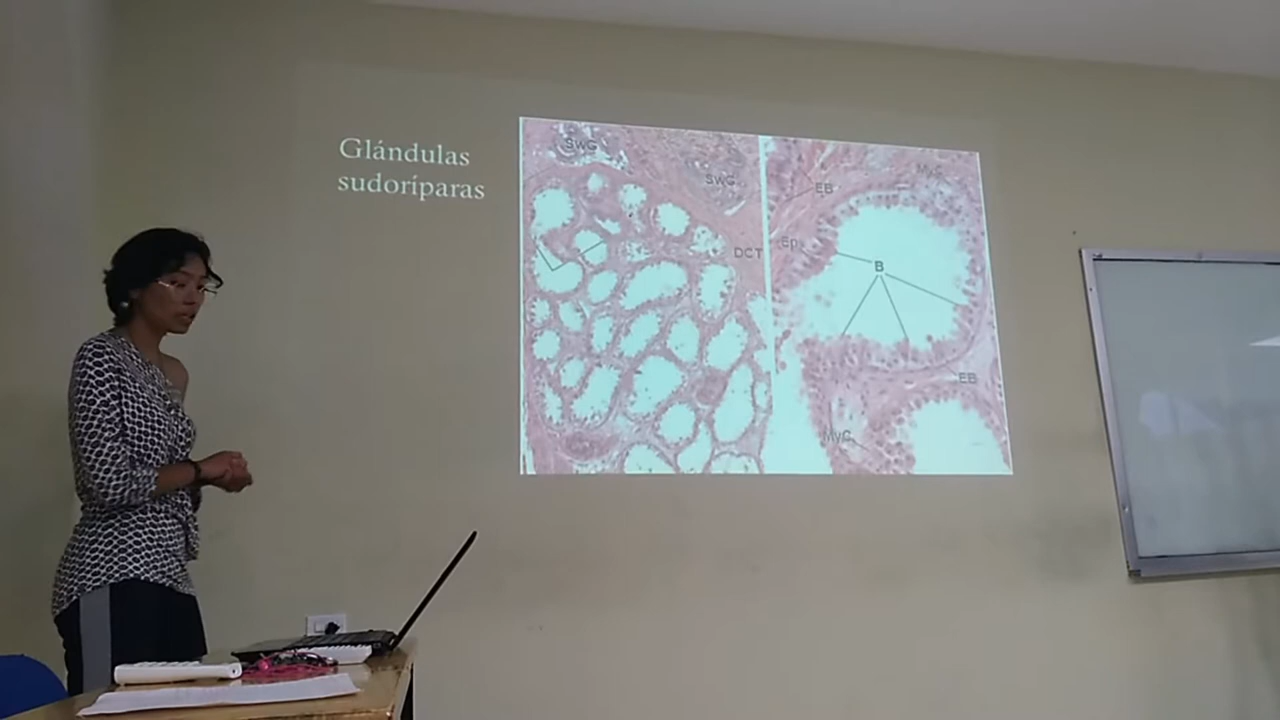 Glándulas
sudoríparas
SwG
SwG
DCT
L
EB
MyC
Ep
B
EB
MyC